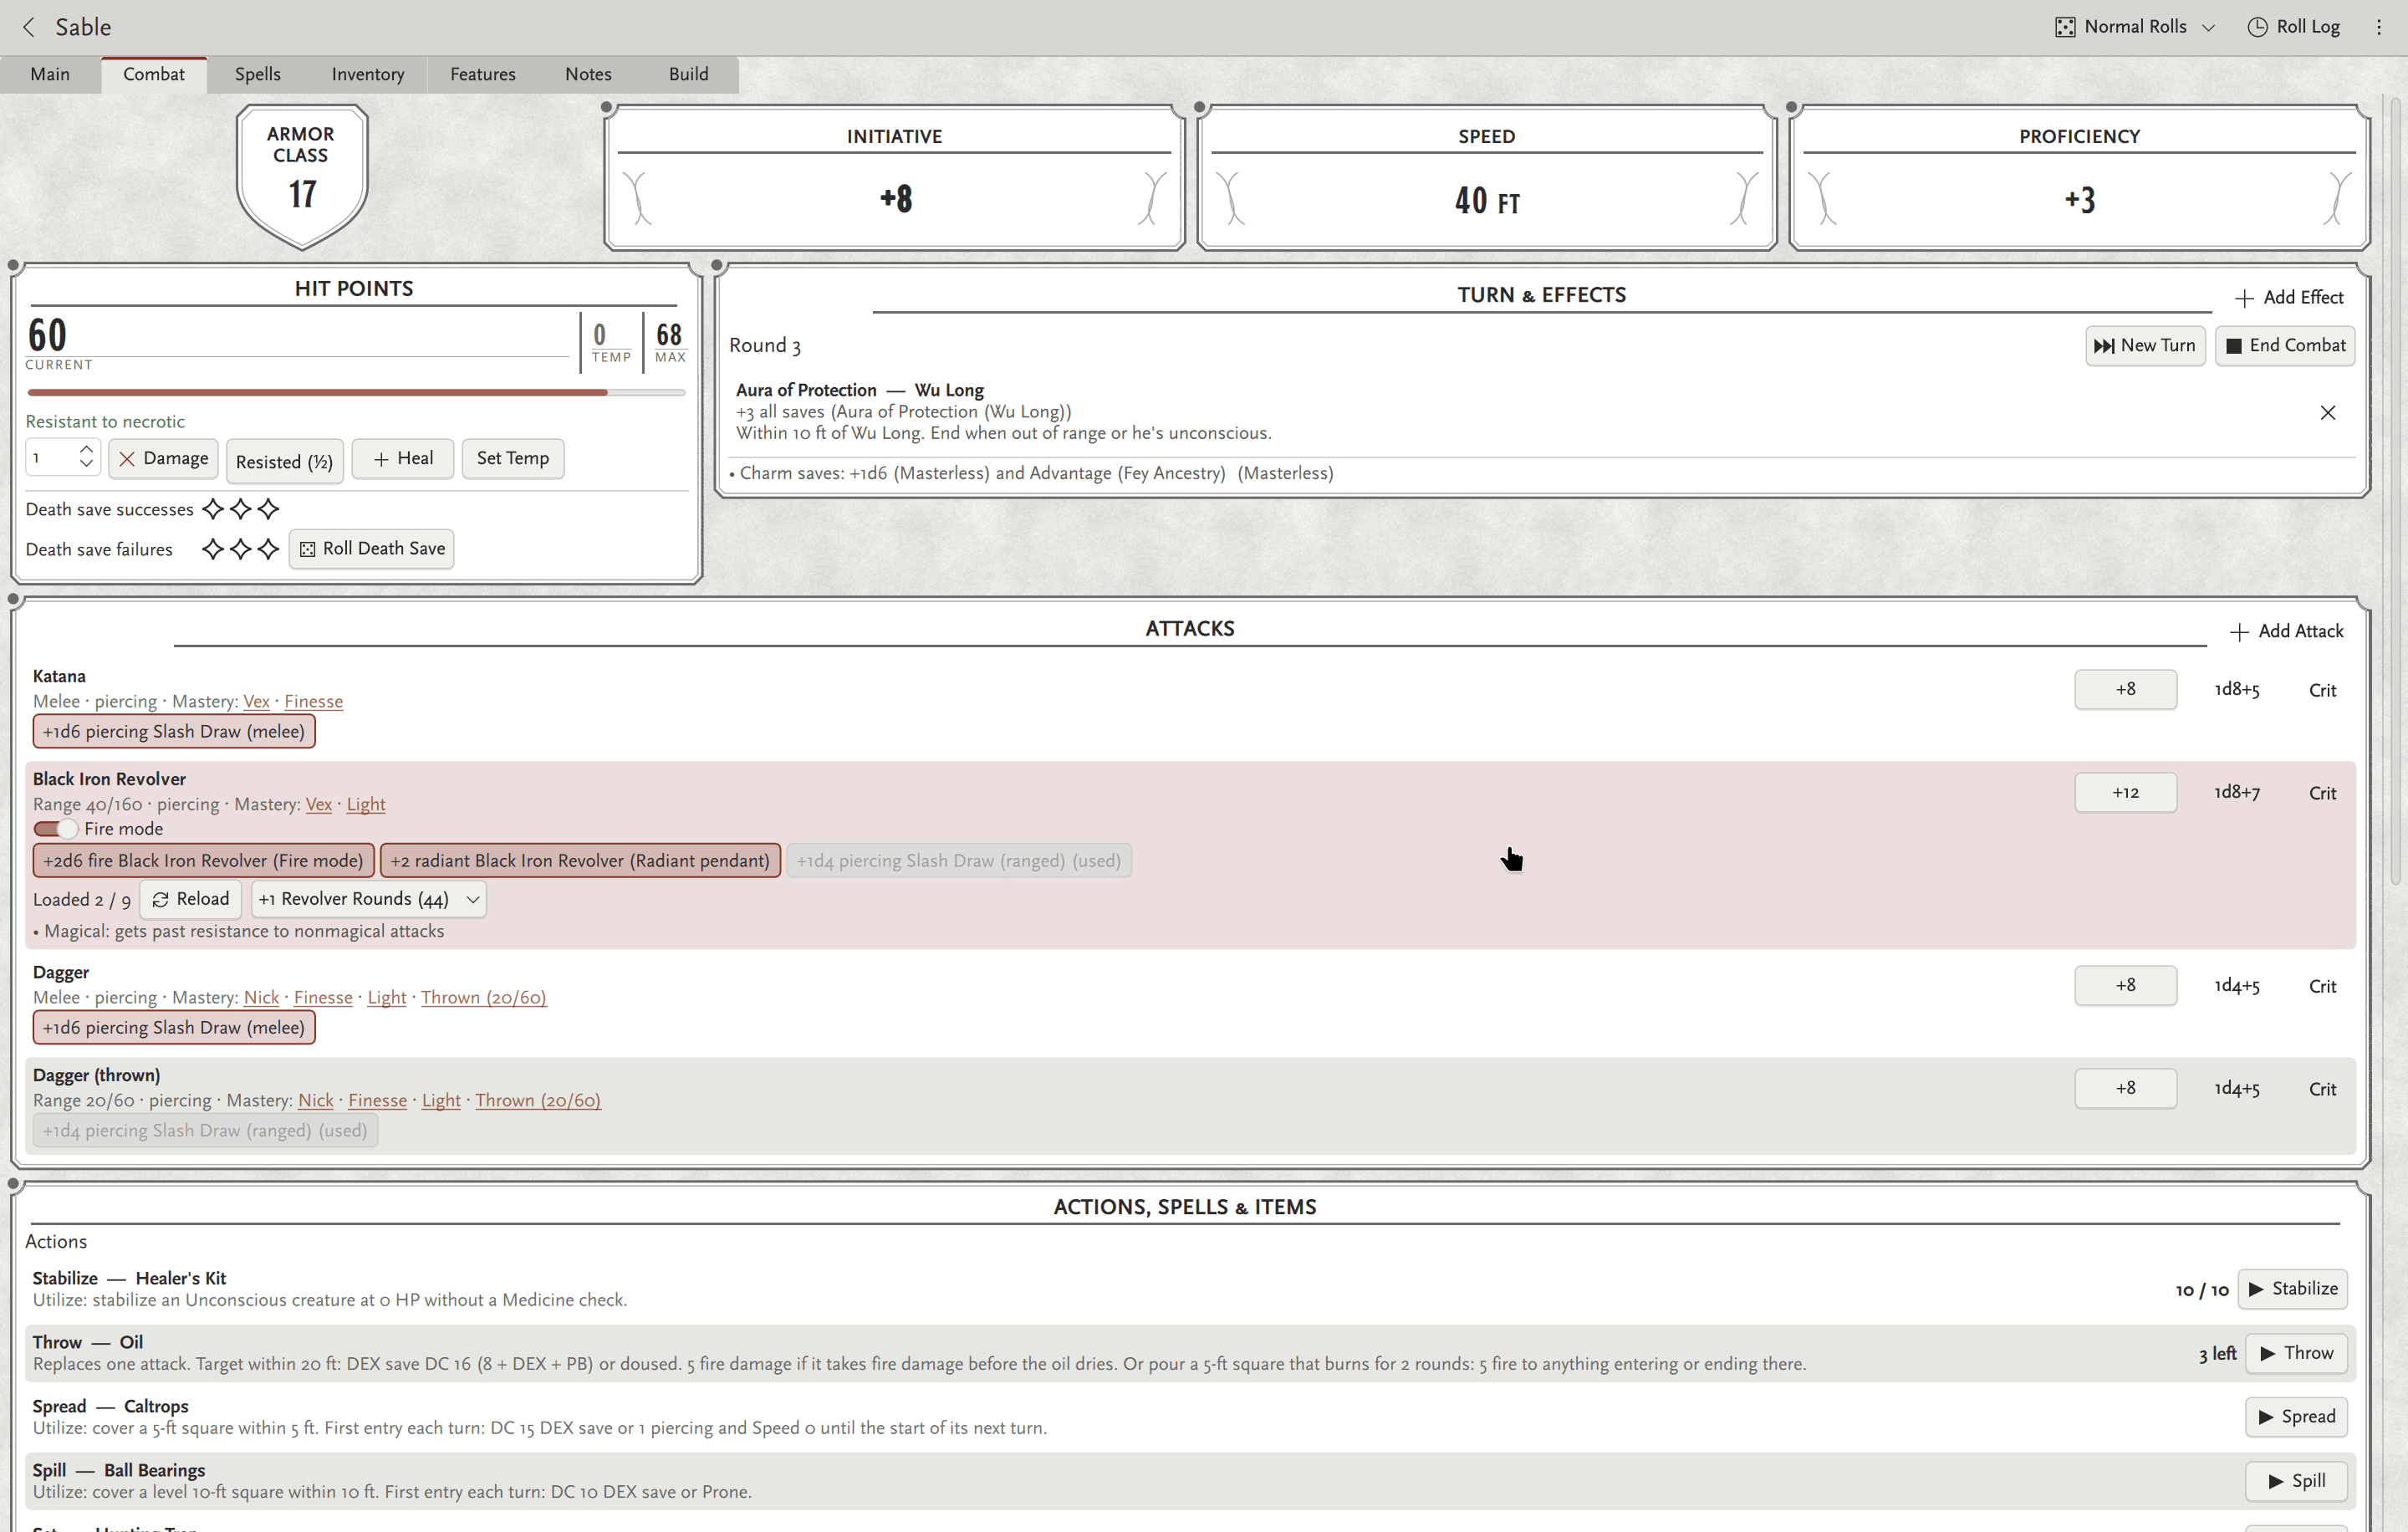 Sable
Normal Rolls
Roll Log
Main
Combat
Spells
Inventory
Features
Notes
Build
ARMOR
CLASS
17
INITIATIVE
+8
SPEED
40 FT
PROFICIENCY
+3
HIT POINTS
60
CURRENT
0
TEMP
68
MAX
Resistant to necrotic
1
Damage
Resisted (½)
Heal
Set Temp
Death save successes
Death save failures
Roll Death Save
TURN & EFFECTS
Add Effect
Round 3
New Turn
End Combat
Aura of Protection — Wu Long
+3 all saves (Aura of Protection (Wu Long))
Within 10 ft of Wu Long. End when out of range or he's unconscious.
• Charm saves: +1d6 (Masterless) and Advantage (Fey Ancestry) (Masterless)
ATTACKS
Add Attack
Katana
Melee · piercing · Mastery: Vex · Finesse
+1d6 piercing Slash Draw (melee)
+8 1d8+5 Crit
Black Iron Revolver
Range 40/160 · piercing · Mastery: Vex · Light
Fire mode
+2d6 fire Black Iron Revolver (Fire mode) +2 radiant Black Iron Revolver (Radiant pendant) +1d4 piercing Slash Draw (ranged) (used)
Loaded 2 / 9 Reload +1 Revolver Rounds (44)
• Magical: gets past resistance to nonmagical attacks
+12 1d8+7 Crit
Dagger
Melee · piercing · Mastery: Nick · Finesse · Light · Thrown (20/60)
+1d6 piercing Slash Draw (melee)
+8 1d4+5 Crit
Dagger (thrown)
Range 20/60 · piercing · Mastery: Nick · Finesse · Light · Thrown (20/60)
+1d4 piercing Slash Draw (ranged) (used)
+8 1d4+5 Crit
ACTIONS, SPELLS & ITEMS
Actions
Stabilize — Healer's Kit
Utilize: stabilize an Unconscious creature at 0 HP without a Medicine check.
10 / 10 Stabilize
Throw — Oil
Replaces one attack. Target within 20 ft: DEX save DC 16 (8 + DEX + PB) or doused. 5 fire damage if it takes fire damage before the oil dries. Or pour a 5-ft square that burns for 2 rounds: 5 fire to anything entering or ending there.
3 left Throw
Spread — Caltrops
Utilize: cover a 5-ft square within 5 ft. First entry each turn: DC 15 DEX save or 1 piercing and Speed 0 until the start of its next turn.
Spread
Spill — Ball Bearings
Utilize: cover a level 10-ft square within 10 ft. First entry each turn: DC 10 DEX save or Prone.
Spill